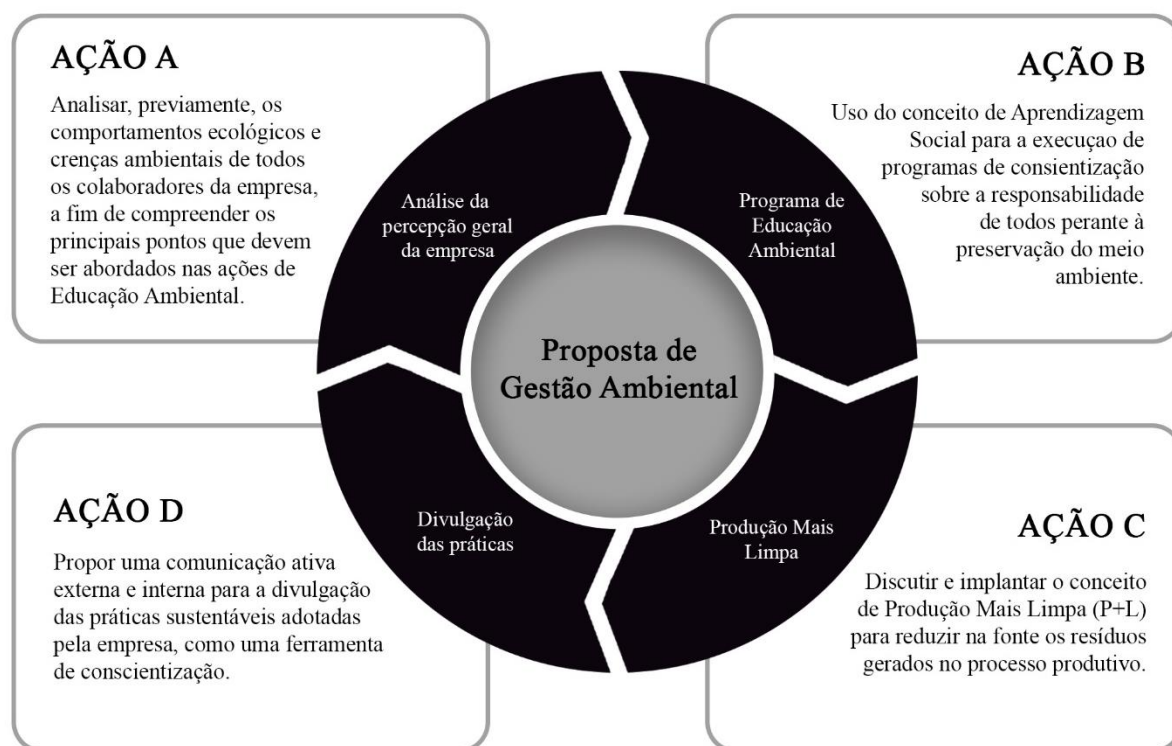 AÇÃO A
Analisar, previamente, os
comportamentos ecológicos e
crenças ambientais de todos
os colaboradores da empresa,
a fim de compreender os
principais pontos que devem
ser abordados nas ações de
Educação Ambiental.
Análise da
percepção geral
da empresa
Programa de
Educação
Ambiental
AÇÃO B
Uso do conceito de Aprendizagem
Social para a execuçao de
programas de consientização
sobre a responsabilidade
de todos perante à
preservação do meio
ambiente.
Proposta de
Gestão Ambiental
AÇÃO D
Propor uma comunicação ativa
externa e interna para a divulgação
das práticas sustentáveis adotadas
pela empresa, como uma ferramenta
de conscientização.
Divulgação
das práticas
Produção Mais
Limpa
AÇÃO C
Discutir e implantar o conceito
de Produção Mais Limpa (P+L)
para reduzir na fonte os resíduos
gerados no processo produtivo.